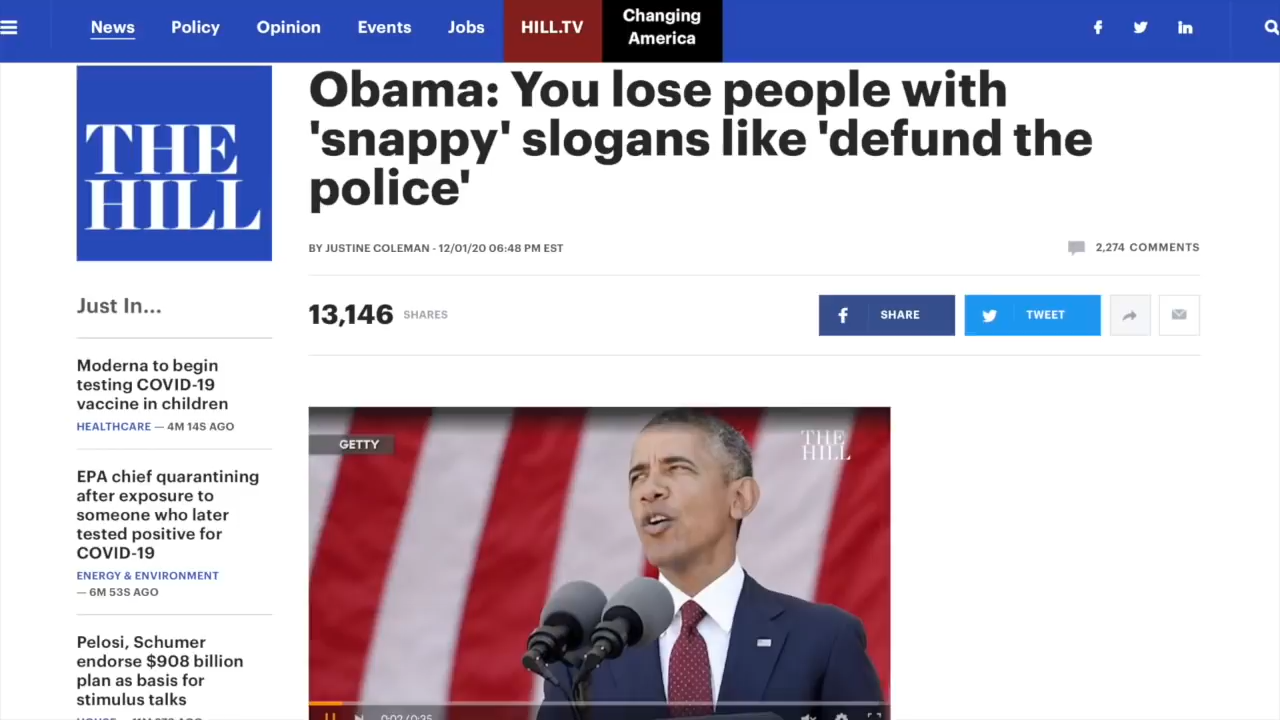 News
Policy
Opinion
Events
Jobs
HILL.TV
Changing
America
THE
HILL
Obama: You lose people with
'snappy' slogans like 'defund the
police'
BY JUSTINE COLEMAN - 12/01/20 06:48 PM EST
2,274 COMMENTS
13,146 SHARES
SHARE
TWEET
Just In...
Moderna to begin
testing COVID-19
vaccine in children
HEALTHCARE — 4M 14S AGO
EPA chief quarantining
after exposure to
someone who later
tested positive for
COVID-19
ENERGY & ENVIRONMENT
— 6M 53S AGO
Pelosi, Schumer
endorse $908 billion
plan as basis for
stimulus talks
GETTY
THE
HILL
0:02/0:35